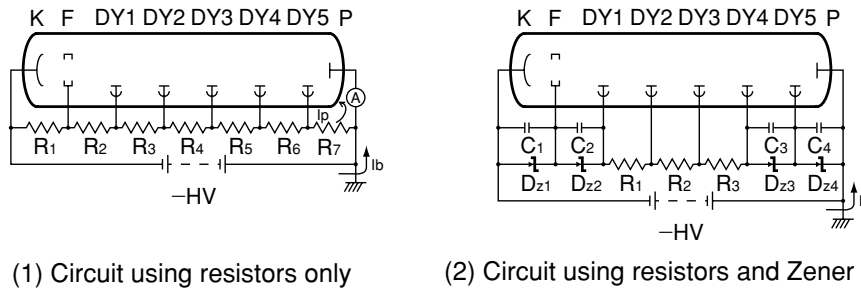 K F DY1 DY2 DY3 DY4 DY5 P
A
Ip
R1 R2 R3 R4 R5 R6 R7
Ib
−HV
(1) Circuit using resistors only
K F DY1 DY2 DY3 DY4 DY5 P
C1 C2 C3 C4
Dz1 Dz2 R1 R2 R3 Dz3 Dz4
−HV
(2) Circuit using resistors and Zener